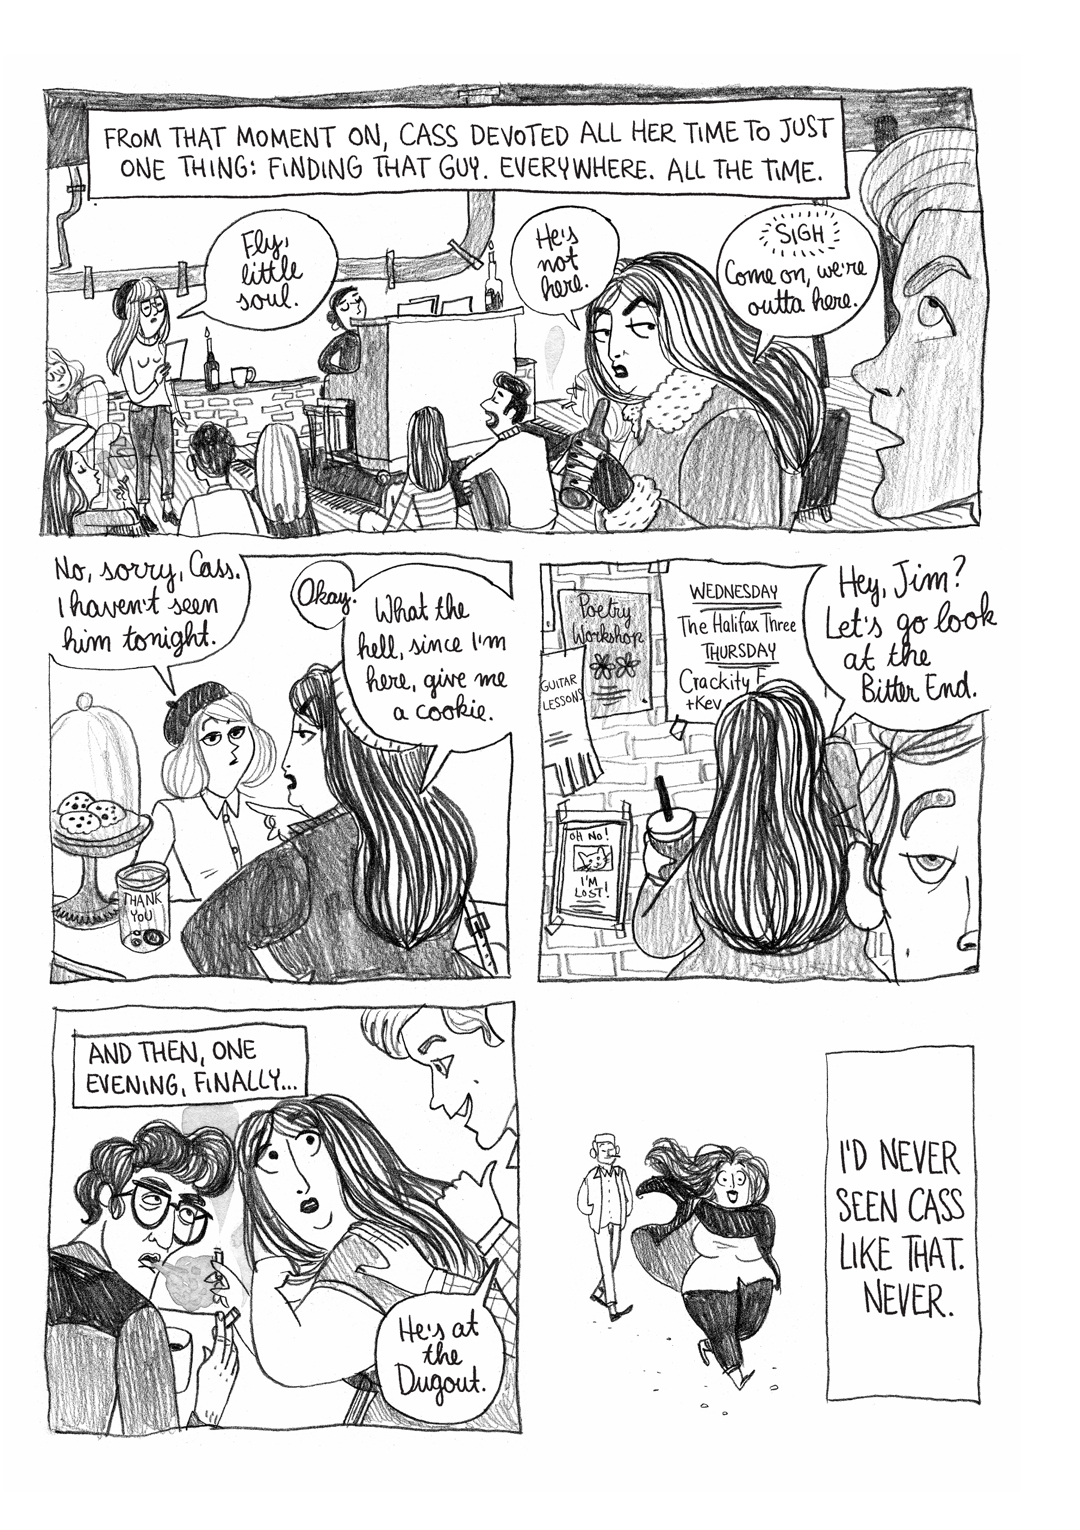 FROM THAT MOMENT ON, CASS DEVOTED ALL HER TIME TO JUST
ONE THING: FINDING THAT GUY. EVERYWHERE. ALL THE TIME.
Fly,
little
soul.
He's
not
here.
SIGH
Come on, we're
outta here.
No, sorry, Cass.
I haven't seen
him tonight.
Okay.
What the
hell, since I'm
here, give me
a cookie.
THANK
YOU
Poetry
Workshop
GUITAR
LESSONS
WEDNESDAY
The Halifax Three
THURSDAY
Crackity F
+Kev
OH NO!
I'M
LOST!
Hey, Jim?
Let's go look
at the
Bitter End.
AND THEN, ONE
EVENING, FINALLY...
He's at
the
Dugout.
I'D NEVER
SEEN CASS
LIKE THAT.
NEVER.